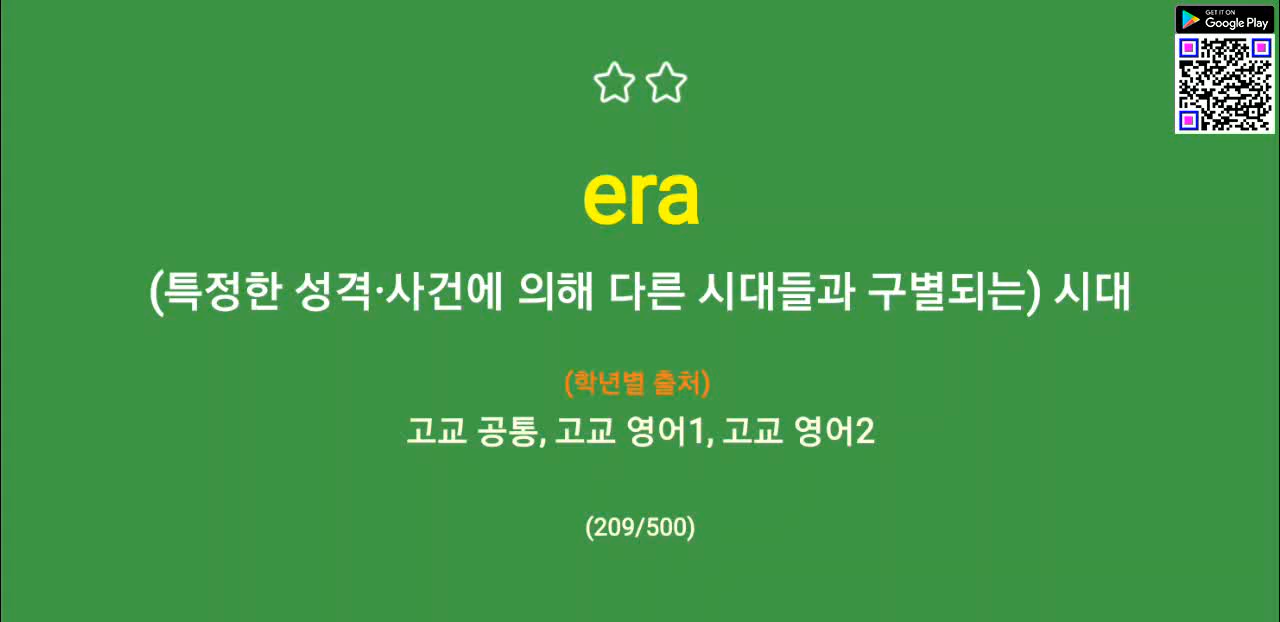 GET IT ON
Google Play
era
(특정한 성격·사건에 의해 다른 시대들과 구별되는) 시대
(학년별 출처)
고교 공통, 고교 영어1, 고교 영어2
(209/500)